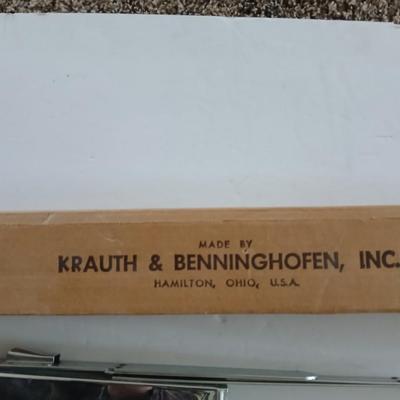 MADE BY
KRAUTH & BENNINGHOFEN, INC.
HAMILTON, OHIO, U.S.A.